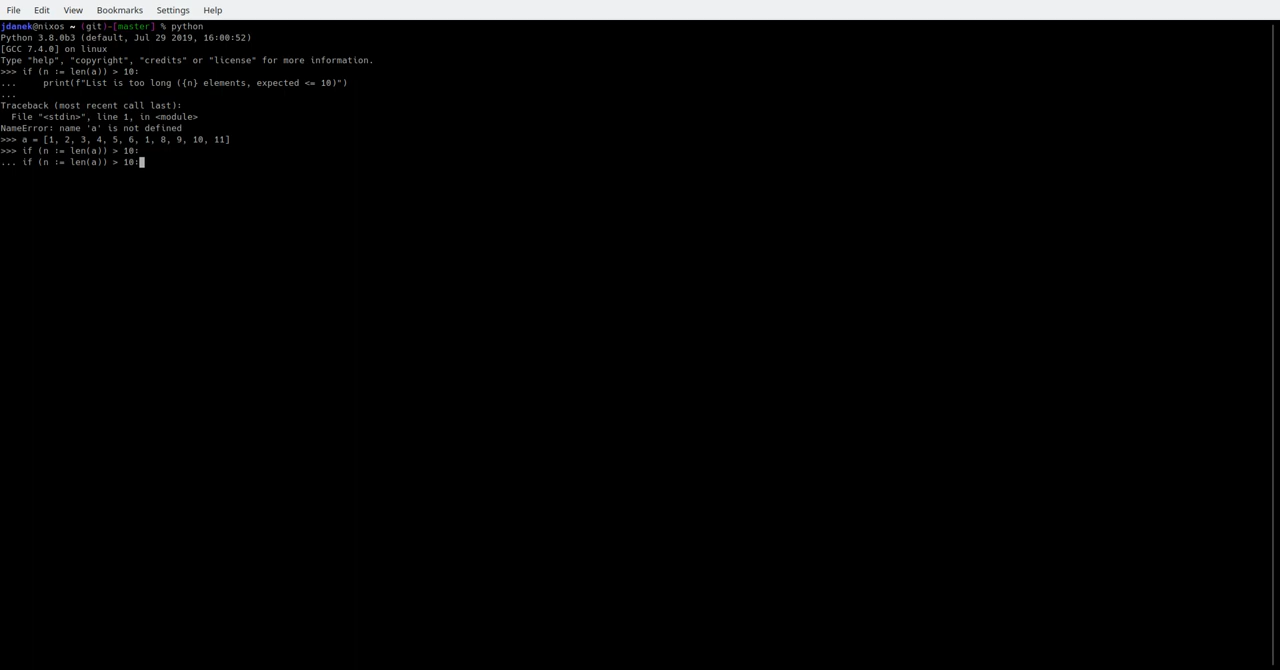 File Edit View Bookmarks Settings Help
jdanek@nixos ~ (git)-[master] % python
Python 3.8.0b3 (default, Jul 29 2019, 16:00:52)
[GCC 7.4.0] on linux
Type "help", "copyright", "credits" or "license" for more information.
>>> if (n := len(a)) > 10:
...     print(f"List is too long ({n} elements, expected <= 10)")
...
Traceback (most recent call last):
  File "<stdin>", line 1, in <module>
NameError: name 'a' is not defined
>>> a = [1, 2, 3, 4, 5, 6, 1, 8, 9, 10, 11]
>>> if (n := len(a)) > 10:
... if (n := len(a)) > 10: